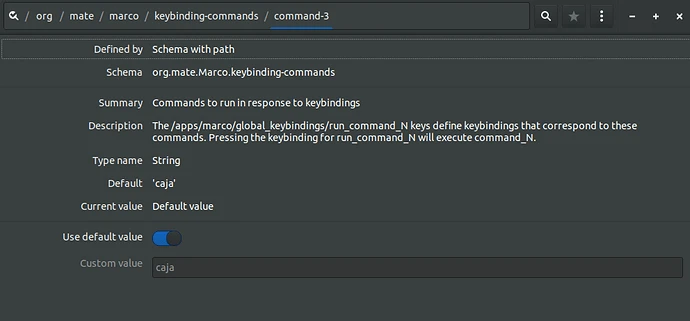 / org / mate / marco / keybinding-commands / command-3
Defined by Schema with path
Schema org.mate.Marco.keybinding-commands
Summary Commands to run in response to keybindings
Description The /apps/marco/global_keybindings/run_command_N keys define keybindings that correspond to these
commands. Pressing the keybinding for run_command_N will execute command_N.
Type name String
Default 'caja'
Current value Default value
Use default value
Custom value caja